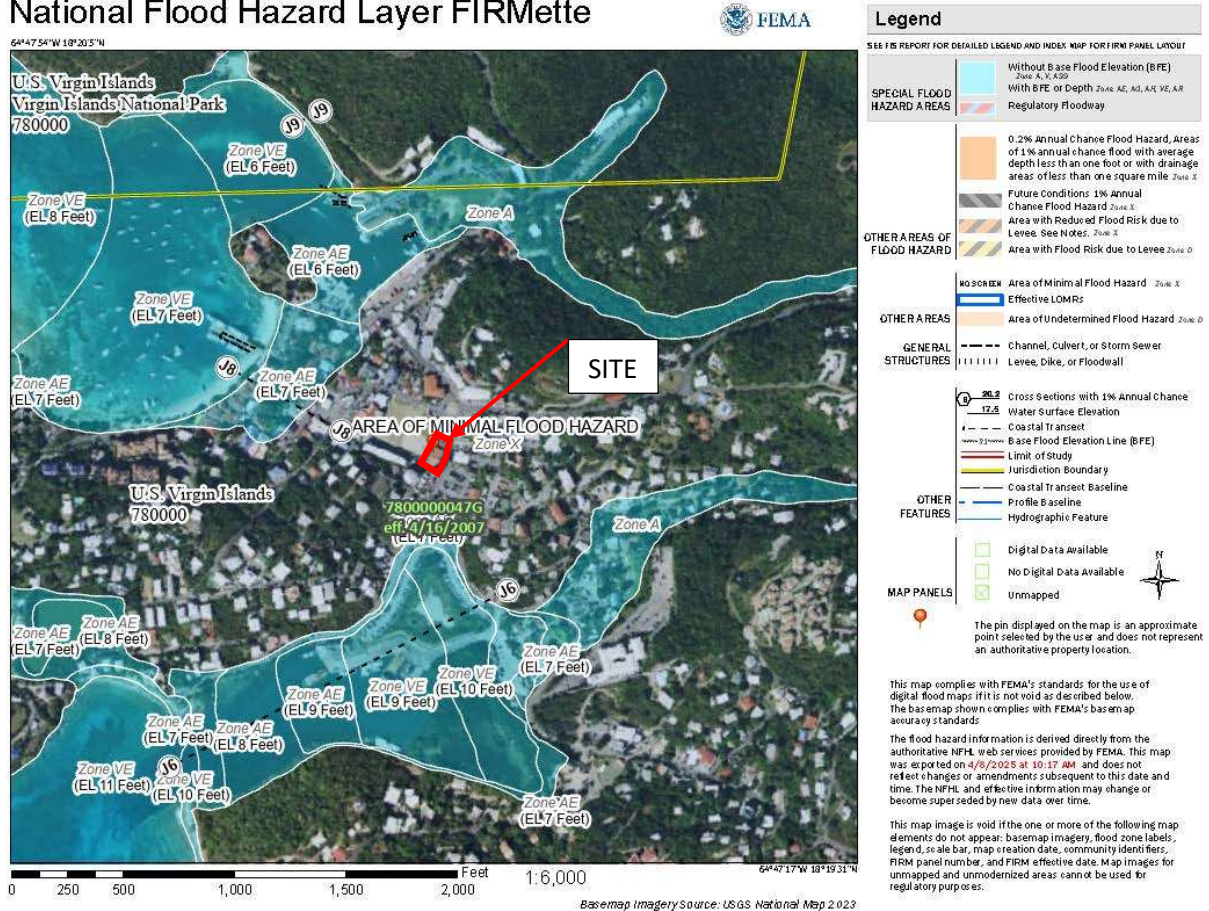 National Flood Hazard Layer FIRMette
FEMA
64°47'54"W 18°20'5"N
U.S. Virgin Islands
Virgin Islands National Park
780000
J9
J9
Zone VE
(EL 6 Feet)
Zone VE
(EL 8 Feet)
Zone A
Zone AE
(EL 6 Feet)
Zone VE
(EL 7 Feet)
SITE
J8
Zone AE
(EL 7 Feet)
Zone AE
(EL 7 Feet)
J8
AREA OF MINIMAL FLOOD HAZARD
Zone X
U.S. Virgin Islands
780000
7800000047G
eff. 4/16/2007
(EL 7 Feet)
Zone A
J6
Zone AE
(EL 7 Feet)
Zone AE
(EL 8 Feet)
Zone AE
(EL 7 Feet)
Zone AE
(EL 9 Feet)
Zone VE
(EL 9 Feet)
Zone VE
(EL 10 Feet)
Zone AE
(EL 7 Feet)
Zone AE
(EL 8 Feet)
J6
Zone VE
(EL 11 Feet)
Zone VE
(EL 10 Feet)
Zone AE
(EL 7 Feet)
64°47'17"W 18°19'31"N
0 250 500 1,000 1,500 2,000 Feet
1:6,000
Basemap Imagery Source: USGS National Map 2023
Legend
SEE FIS REPORT FOR DETAILED LEGEND AND INDEX MAP FOR FIRM PANEL LAYOUT
SPECIAL FLOOD
HAZARD AREAS
Without Base Flood Elevation (BFE)
Zone A, V, A99
With BFE or Depth Zone AE, AO, AH, VE, AR
Regulatory Floodway
OTHER AREAS OF
FLOOD HAZARD
0.2% Annual Chance Flood Hazard, Areas
of 1% annual chance flood with average
depth less than one foot or with drainage
areas of less than one square mile Zone X
Future Conditions 1% Annual
Chance Flood Hazard Zone X
Area with Reduced Flood Risk due to
Levee. See Notes. Zone X
Area with Flood Risk due to Levee Zone D
OTHER AREAS
NO SCREEN Area of Minimal Flood Hazard Zone X
Effective LOMRs
Area of Undetermined Flood Hazard Zone D
GENERAL
STRUCTURES
Channel, Culvert, or Storm Sewer
Levee, Dike, or Floodwall
OTHER
FEATURES
B 20.2 Cross Sections with 1% Annual Chance
17.5 Water Surface Elevation
8 Coastal Transect
Base Flood Elevation Line (BFE)
Limit of Study
Jurisdiction Boundary
Coastal Transect Baseline
Profile Baseline
Hydrographic Feature
MAP PANELS
Digital Data Available
No Digital Data Available
Unmapped
N
The pin displayed on the map is an approximate
point selected by the user and does not represent
an authoritative property location.
This map complies with FEMA's standards for the use of
digital flood maps if it is not void as described below.
The basemap shown complies with FEMA's basemap
accuracy standards
The flood hazard information is derived directly from the
authoritative NFHL web services provided by FEMA. This map
was exported on 4/8/2025 at 10:17 AM and does not
reflect changes or amendments subsequent to this date and
time. The NFHL and effective information may change or
become superseded by new data over time.
This map image is void if the one or more of the following map
elements do not appear: basemap imagery, flood zone labels,
legend, scale bar, map creation date, community identifiers,
FIRM panel number, and FIRM effective date. Map images for
unmapped and unmodernized areas cannot be used for
regulatory purposes.